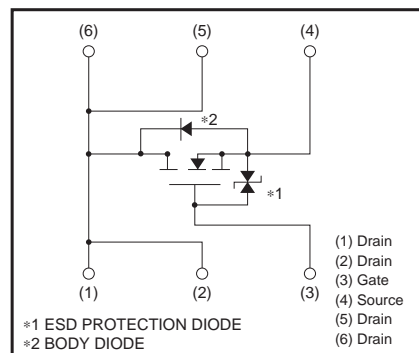 (6) (5) (4)
∗2
∗1
(1) (2) (3)
(1) Drain
(2) Drain
(3) Gate
(4) Source
(5) Drain
(6) Drain
∗1 ESD PROTECTION DIODE
∗2 BODY DIODE